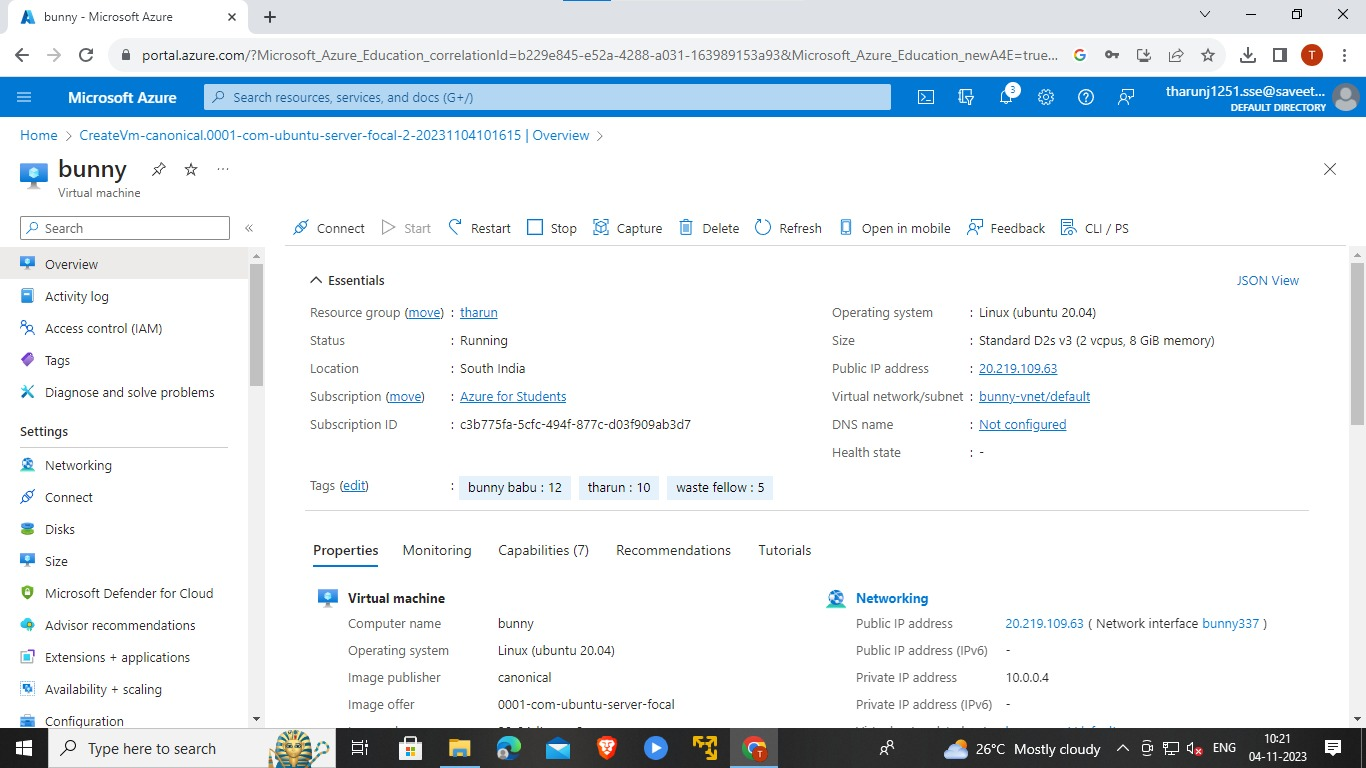 bunny - Microsoft Azure
portal.azure.com/?Microsoft_Azure_Education_correlationId=b229e845-e52a-4288-a031-163989153a93&Microsoft_Azure_Education_newA4E=true...
T
Microsoft Azure
Search resources, services, and docs (G+/)
3
tharunj1251.sse@saveet...
DEFAULT DIRECTORY
Home > CreateVm-canonical.0001-com-ubuntu-server-focal-2-20231104101615 | Overview >
bunny
Virtual machine
Search
«
Connect Start Restart Stop Capture Delete Refresh Open in mobile Feedback CLI / PS
Overview
Activity log
Access control (IAM)
Tags
Diagnose and solve problems
Settings
Networking
Connect
Disks
Size
Microsoft Defender for Cloud
Advisor recommendations
Extensions + applications
Availability + scaling
Configuration
Essentials
JSON View
Resource group (move) : tharun
Status : Running
Location : South India
Subscription (move) : Azure for Students
Subscription ID : c3b775fa-5cfc-494f-877c-d03f909ab3d7
Operating system : Linux (ubuntu 20.04)
Size : Standard D2s v3 (2 vcpus, 8 GiB memory)
Public IP address : 20.219.109.63
Virtual network/subnet : bunny-vnet/default
DNS name : Not configured
Health state : -
Tags (edit) : bunny babu : 12 tharun : 10 waste fellow : 5
Properties Monitoring Capabilities (7) Recommendations Tutorials
Virtual machine
Computer name bunny
Operating system Linux (ubuntu 20.04)
Image publisher canonical
Image offer 0001-com-ubuntu-server-focal
Networking
Public IP address 20.219.109.63 ( Network interface bunny337 )
Public IP address (IPv6) -
Private IP address 10.0.0.4
Private IP address (IPv6) -
Type here to search
T
26°C Mostly cloudy
ENG
10:21
04-11-2023